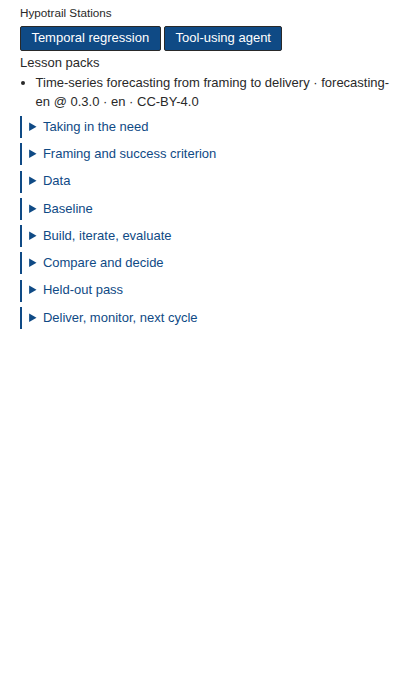 Hypotrail Stations
Temporal regression Tool-using agent
Lesson packs
• Time-series forecasting from framing to delivery · forecasting-
en @ 0.3.0 · en · CC-BY-4.0
▶ Taking in the need
▶ Framing and success criterion
▶ Data
▶ Baseline
▶ Build, iterate, evaluate
▶ Compare and decide
▶ Held-out pass
▶ Deliver, monitor, next cycle